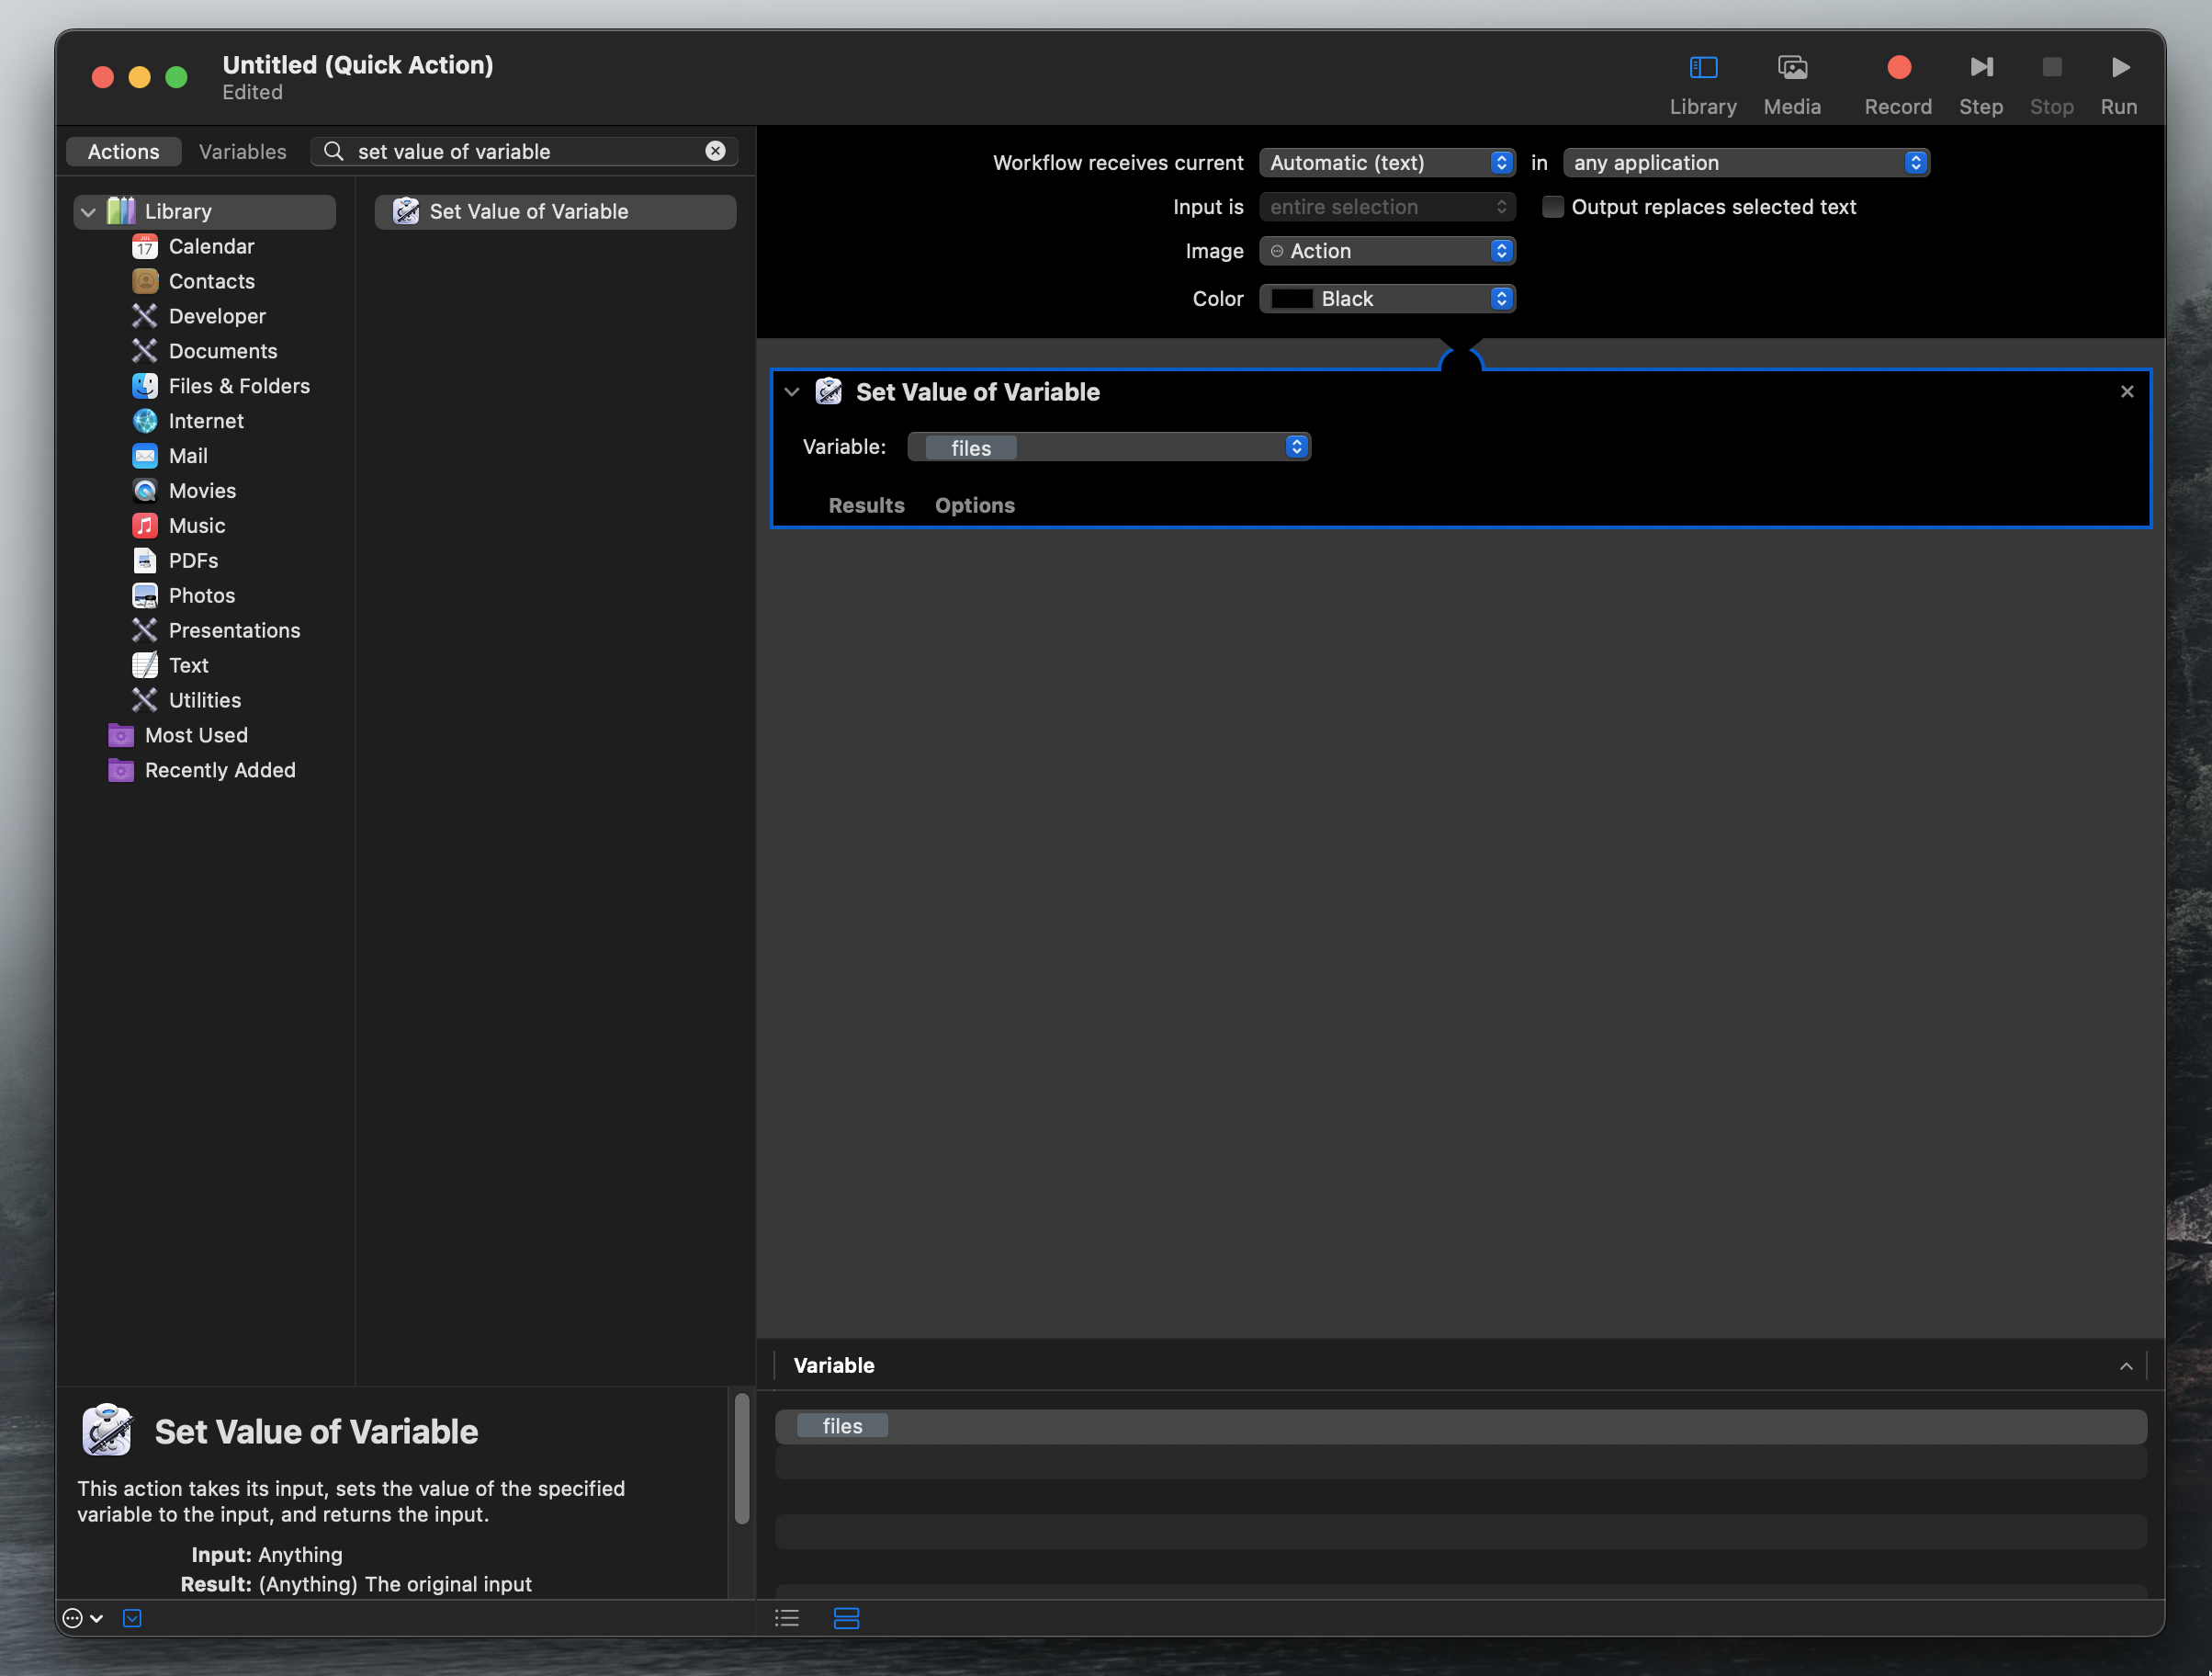 Untitled (Quick Action)
Edited
Library
Media
Record
Step
Stop
Run
Actions
Variables
set value of variable
Library
Calendar
Contacts
Developer
Documents
Files & Folders
Internet
Mail
Movies
Music
PDFs
Photos
Presentations
Text
Utilities
Most Used
Recently Added
Set Value of Variable
Workflow receives current Automatic (text) in any application
Input is entire selection Output replaces selected text
Image Action
Color Black
Set Value of Variable
Variable: files
Results Options
Variable
files
Set Value of Variable
This action takes its input, sets the value of the specified
variable to the input, and returns the input.
Input: Anything
Result: (Anything) The original input